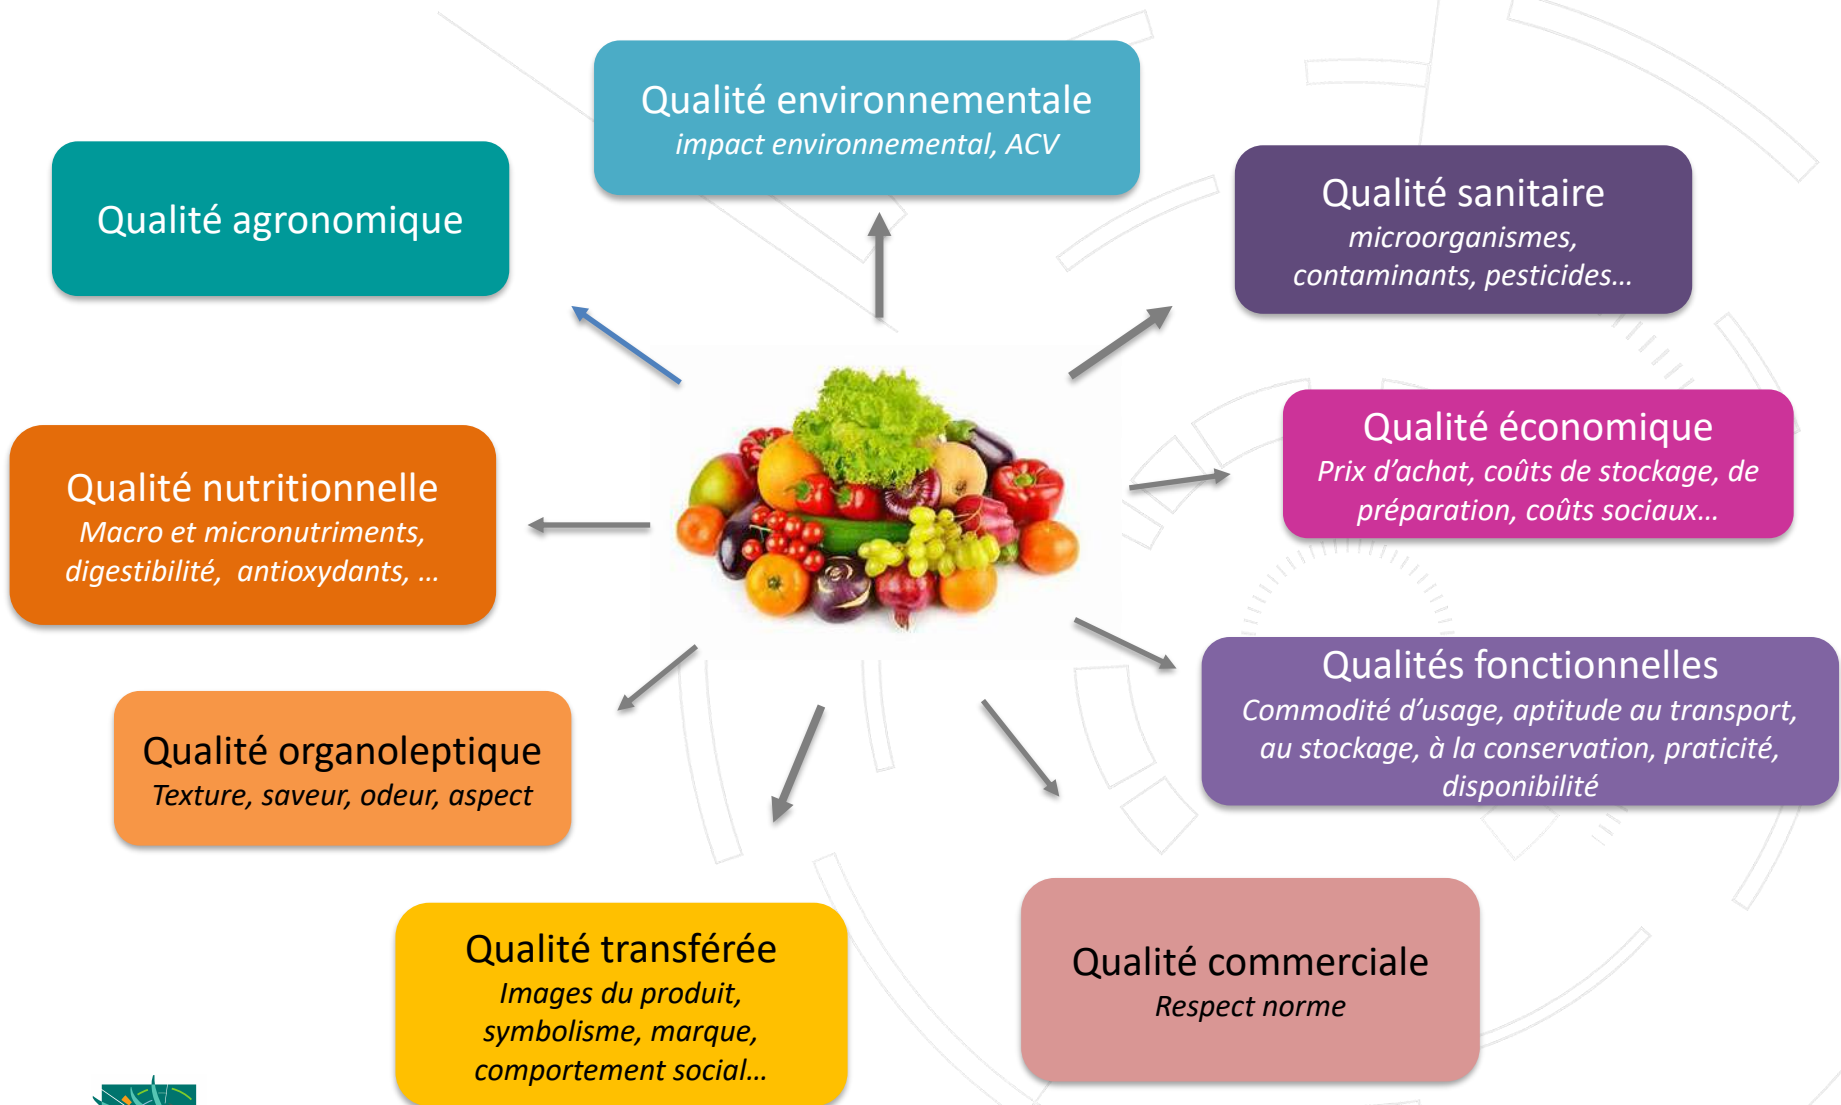 Qualité environnementale
impact environnemental, ACV
Qualité agronomique
Qualité sanitaire
microorganismes,
contaminants, pesticides…
Qualité économique
Prix d’achat, coûts de stockage, de
préparation, coûts sociaux…
Qualité nutritionnelle
Macro et micronutriments,
digestibilité,  antioxydants, …
Qualités fonctionnelles
Commodité d’usage, aptitude au transport,
au stockage, à la conservation, praticité,
disponibilité
Qualité organoleptique
Texture, saveur, odeur, aspect
Qualité transférée
Images du produit,
symbolisme, marque,
comportement social…
Qualité commerciale
Respect norme